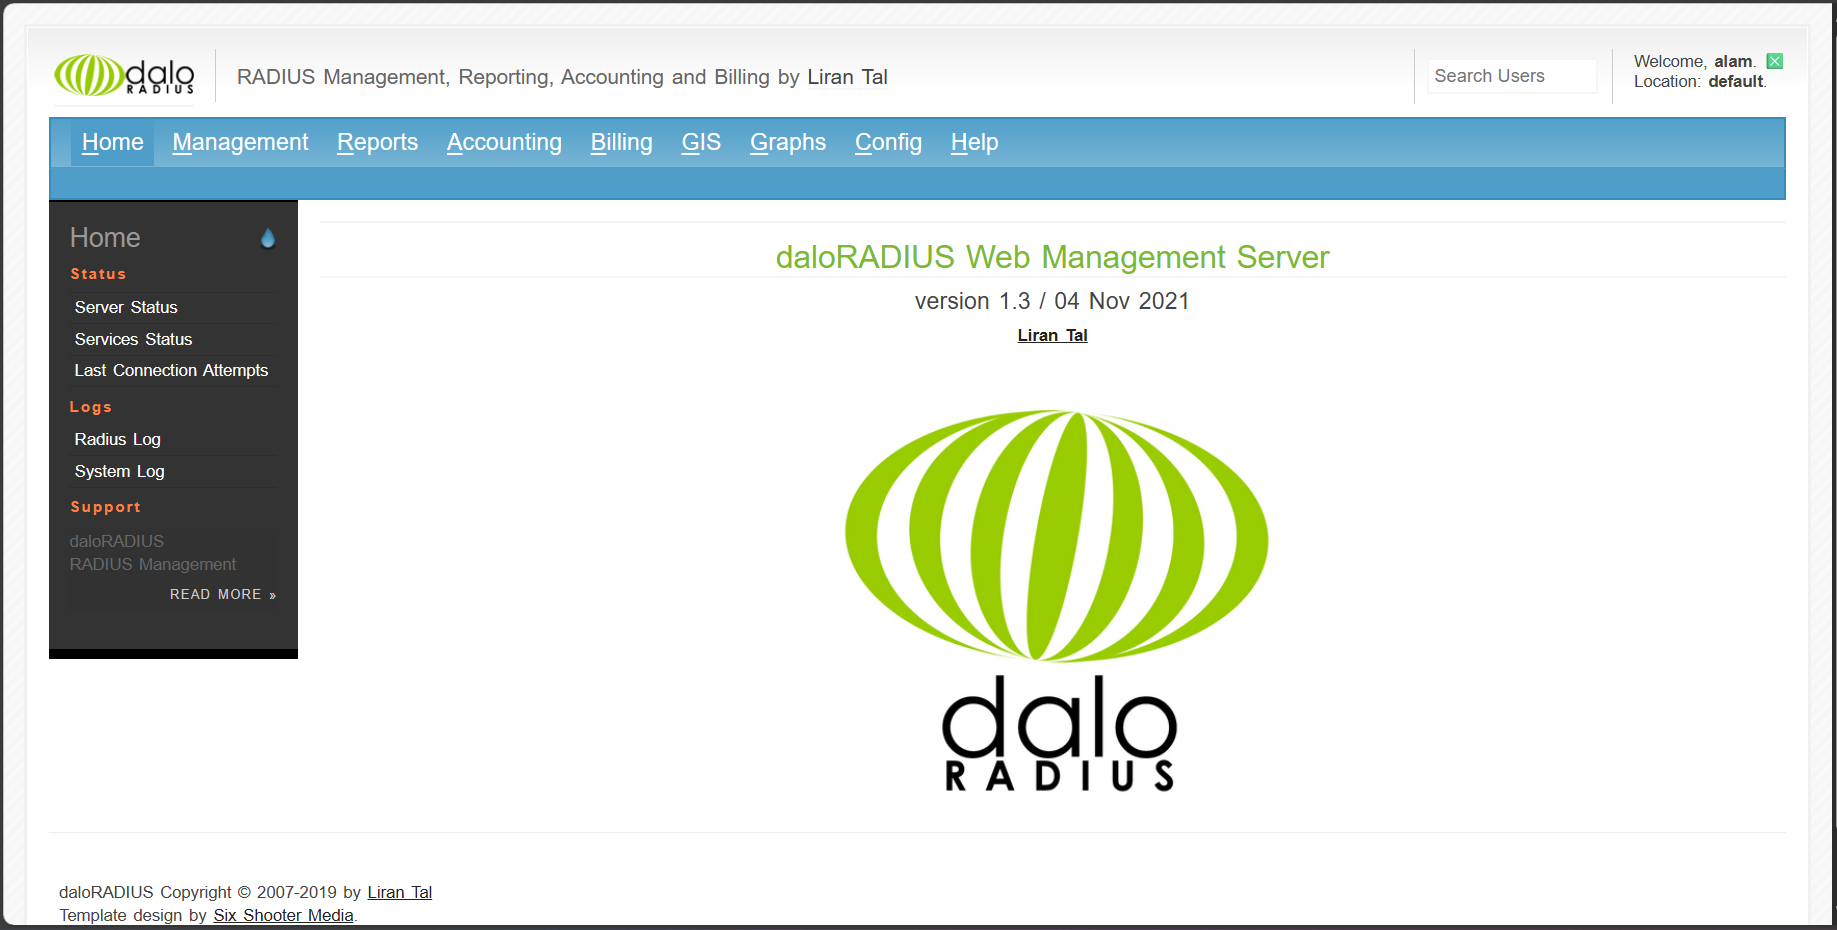 dalo
RADIUS
RADIUS Management, Reporting, Accounting and Billing by Liran Tal
Search Users
Welcome, alam.
Location: default.
Home Management Reports Accounting Billing GIS Graphs Config Help
Home
Status
Server Status
Services Status
Last Connection Attempts
Logs
Radius Log
System Log
Support
daloRADIUS
RADIUS Management
READ MORE »
daloRADIUS Web Management Server
version 1.3 / 04 Nov 2021
Liran Tal
dalo
RADIUS
daloRADIUS Copyright © 2007-2019 by Liran Tal
Template design by Six Shooter Media.